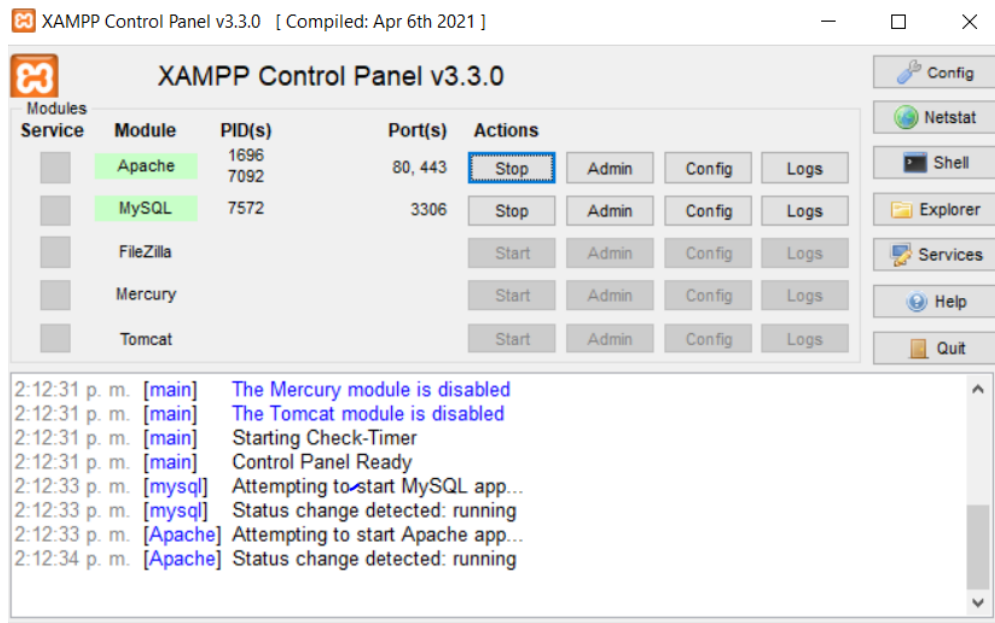 XAMPP Control Panel v3.3.0 [ Compiled: Apr 6th 2021 ]
XAMPP Control Panel v3.3.0
Config
Modules
Service Module PID(s) Port(s) Actions
Netstat
Apache 1696 7092 80, 443 Stop Admin Config Logs
Shell
MySQL 7572 3306 Stop Admin Config Logs
Explorer
FileZilla Start Admin Config Logs
Services
Mercury Start Admin Config Logs
Help
Tomcat Start Admin Config Logs
Quit
2:12:31 p. m. [main] The Mercury module is disabled
2:12:31 p. m. [main] The Tomcat module is disabled
2:12:31 p. m. [main] Starting Check-Timer
2:12:31 p. m. [main] Control Panel Ready
2:12:33 p. m. [mysql] Attempting to start MySQL app...
2:12:33 p. m. [mysql] Status change detected: running
2:12:33 p. m. [Apache] Attempting to start Apache app...
2:12:34 p. m. [Apache] Status change detected: running